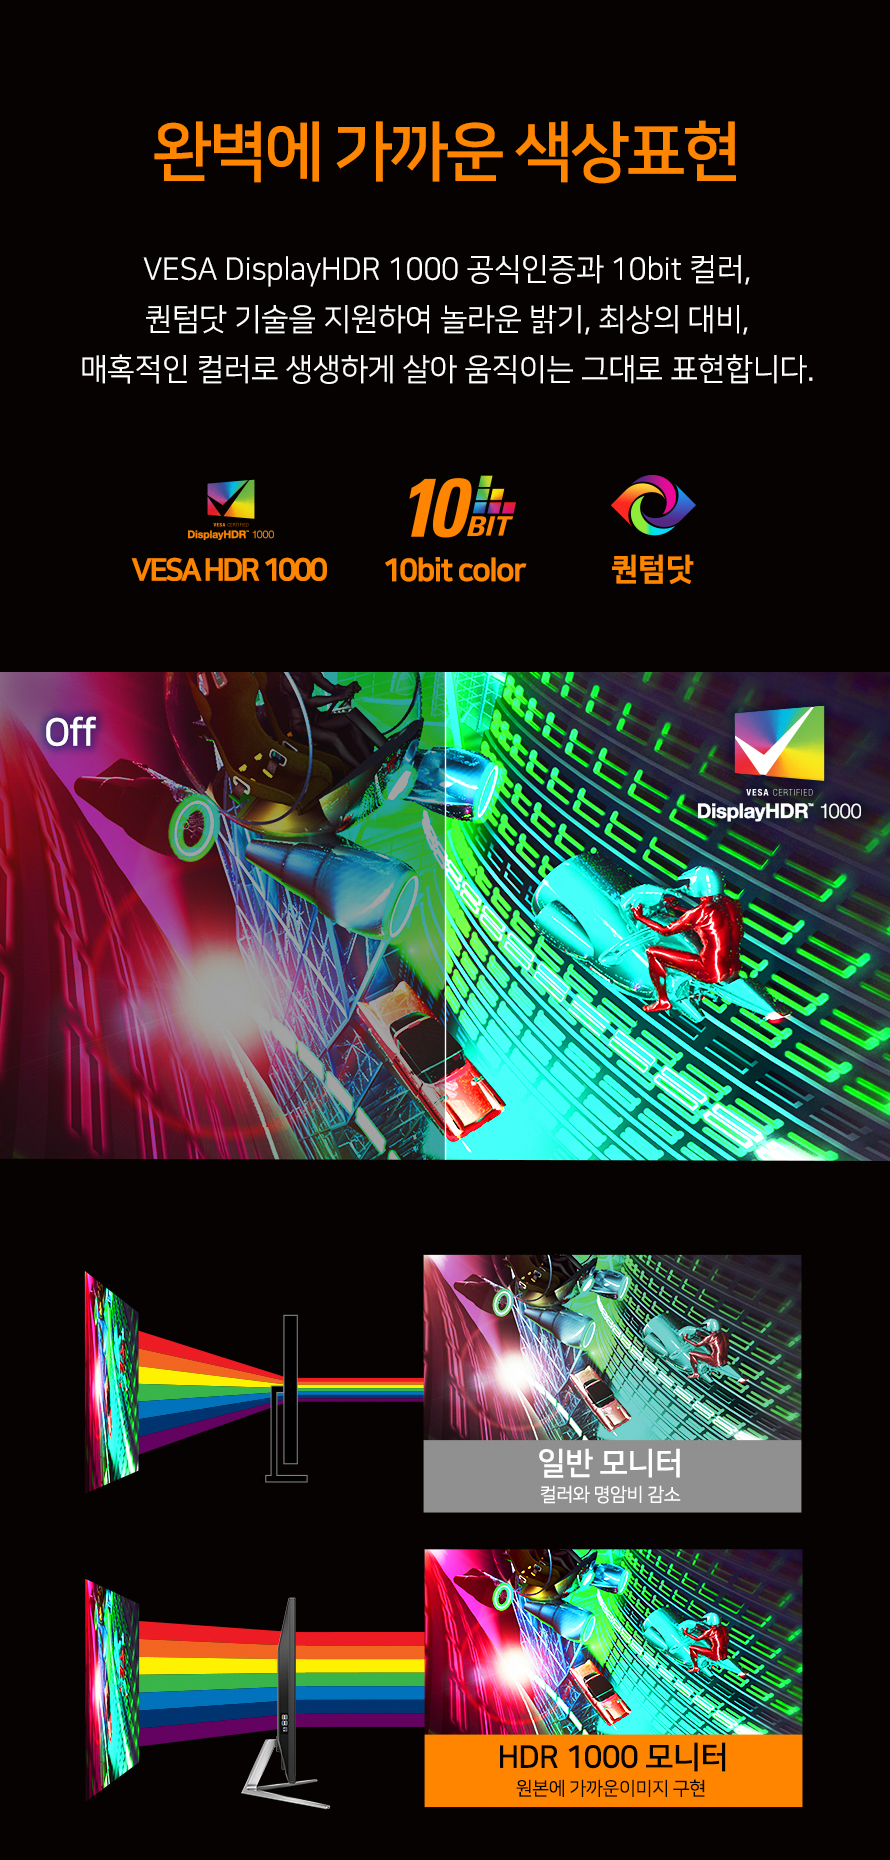 완벽에 가까운 색상표현
VESA DisplayHDR 1000 공식인증과 10bit 컬러,
퀀텀닷 기술을 지원하여 놀라운 밝기, 최상의 대비,
매혹적인 컬러로 생생하게 살아 움직이는 그대로 표현합니다.
VESA CERTIFIED
DisplayHDR™ 1000
VESA HDR 1000
10
BIT
10bit color
퀀텀닷
Off
VESA CERTIFIED
DisplayHDR™ 1000
일반 모니터
컬러와 명암비 감소
HDR 1000 모니터
원본에 가까운이미지 구현